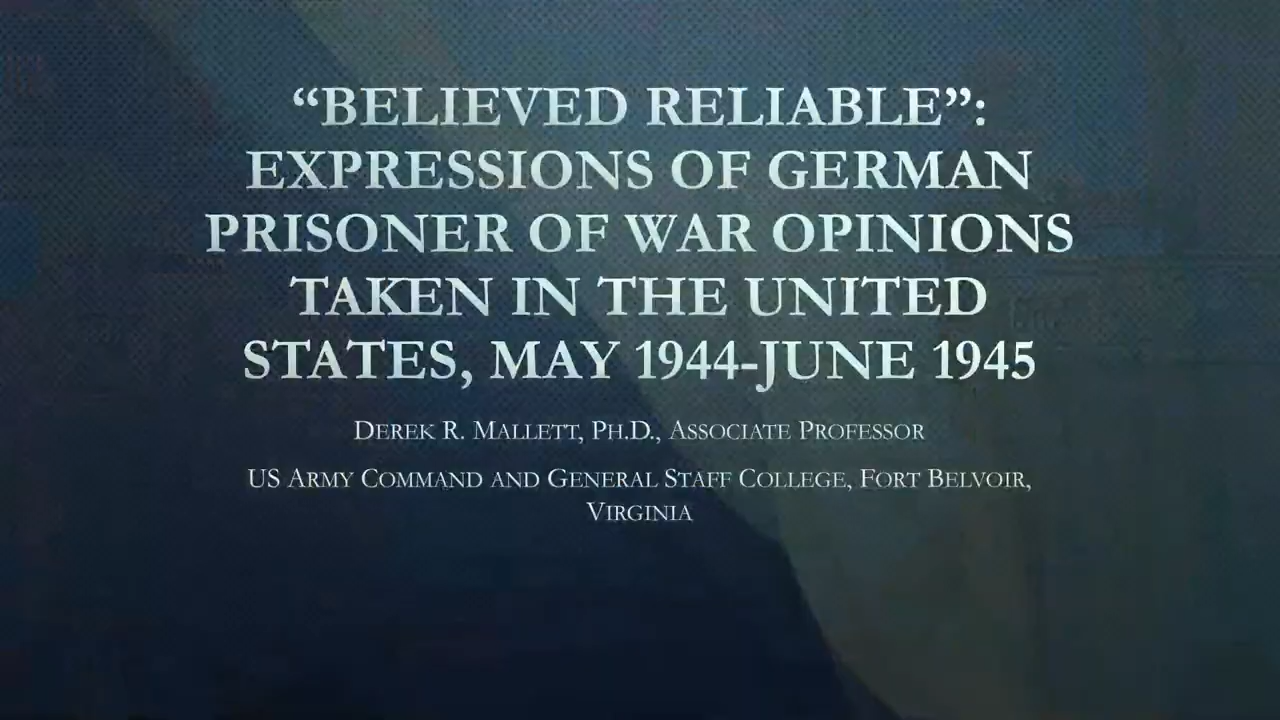 “BELIEVED RELIABLE”:
EXPRESSIONS OF GERMAN
PRISONER OF WAR OPINIONS
TAKEN IN THE UNITED
STATES, MAY 1944-JUNE 1945
DEREK R. MALLETT, PH.D., ASSOCIATE PROFESSOR
US ARMY COMMAND AND GENERAL STAFF COLLEGE, FORT BELVOIR,
VIRGINIA